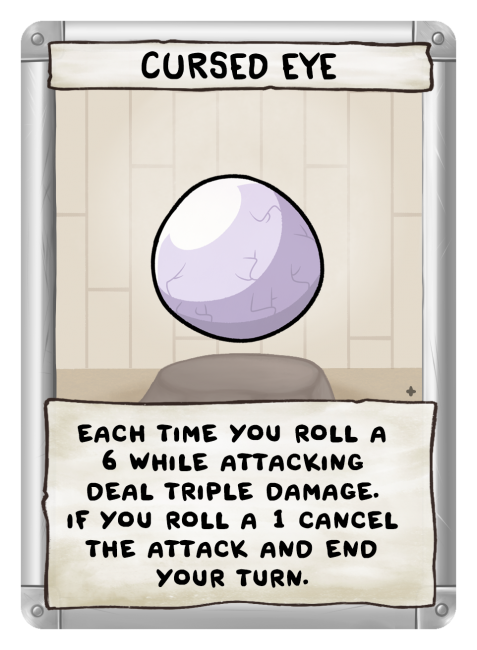 CURSED EYE
EACH TIME YOU ROLL A
6 WHILE ATTACKING
DEAL TRIPLE DAMAGE.
IF YOU ROLL A 1 CANCEL
THE ATTACK AND END
YOUR TURN.